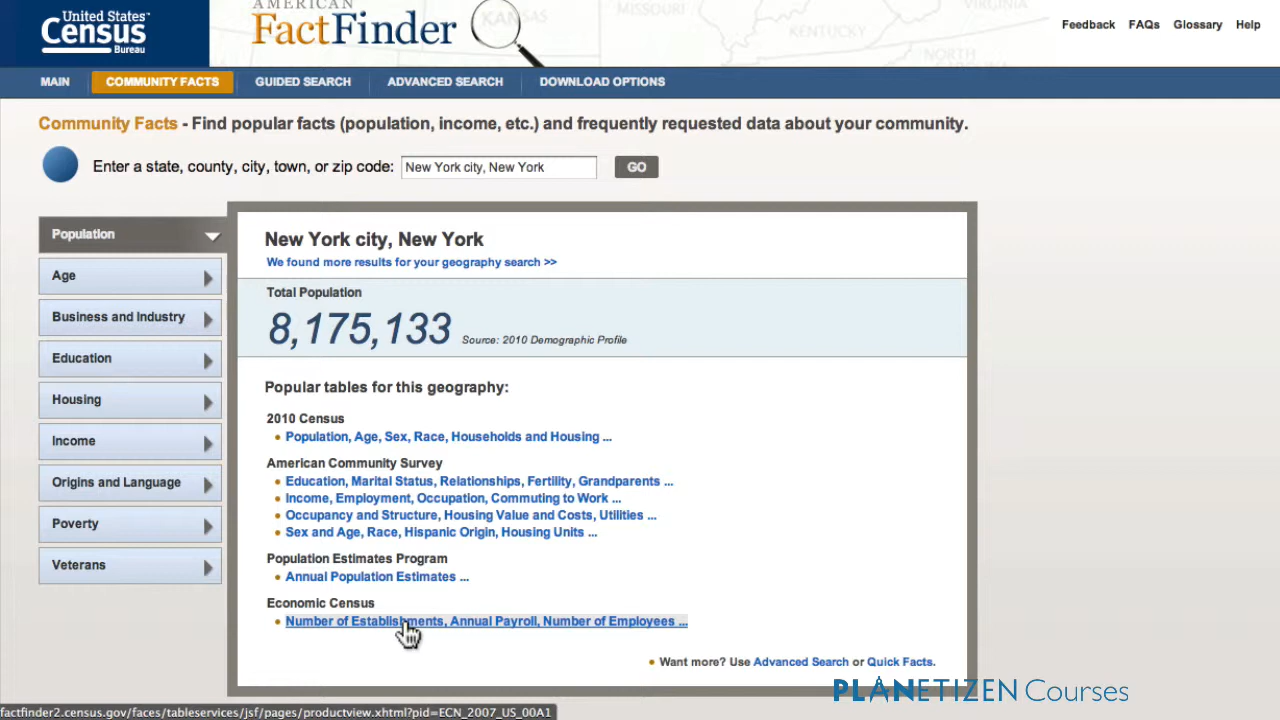 United States™
Census
Bureau
AMERICAN
FactFinder
KANSAS
MISSOURI
KENTUCKY
VIRGINIA
NORTH
Feedback FAQs Glossary Help
MAIN COMMUNITY FACTS GUIDED SEARCH ADVANCED SEARCH DOWNLOAD OPTIONS
Community Facts - Find popular facts (population, income, etc.) and frequently requested data about your community.
Enter a state, county, city, town, or zip code: New York city, New York GO
Population
Age
Business and Industry
Education
Housing
Income
Origins and Language
Poverty
Veterans
New York city, New York
We found more results for your geography search >>
Total Population
8,175,133 Source: 2010 Demographic Profile
Popular tables for this geography:
2010 Census
• Population, Age, Sex, Race, Households and Housing ...
American Community Survey
• Education, Marital Status, Relationships, Fertility, Grandparents ...
• Income, Employment, Occupation, Commuting to Work ...
• Occupancy and Structure, Housing Value and Costs, Utilities ...
• Sex and Age, Race, Hispanic Origin, Housing Units ...
Population Estimates Program
• Annual Population Estimates ...
Economic Census
• Number of Establishments, Annual Payroll, Number of Employees ...
• Want more? Use Advanced Search or Quick Facts.
PLANETIZEN Courses
factfinder2.census.gov/faces/tableservices/jsf/pages/productview.xhtml?pid=ECN_2007_US_00A1